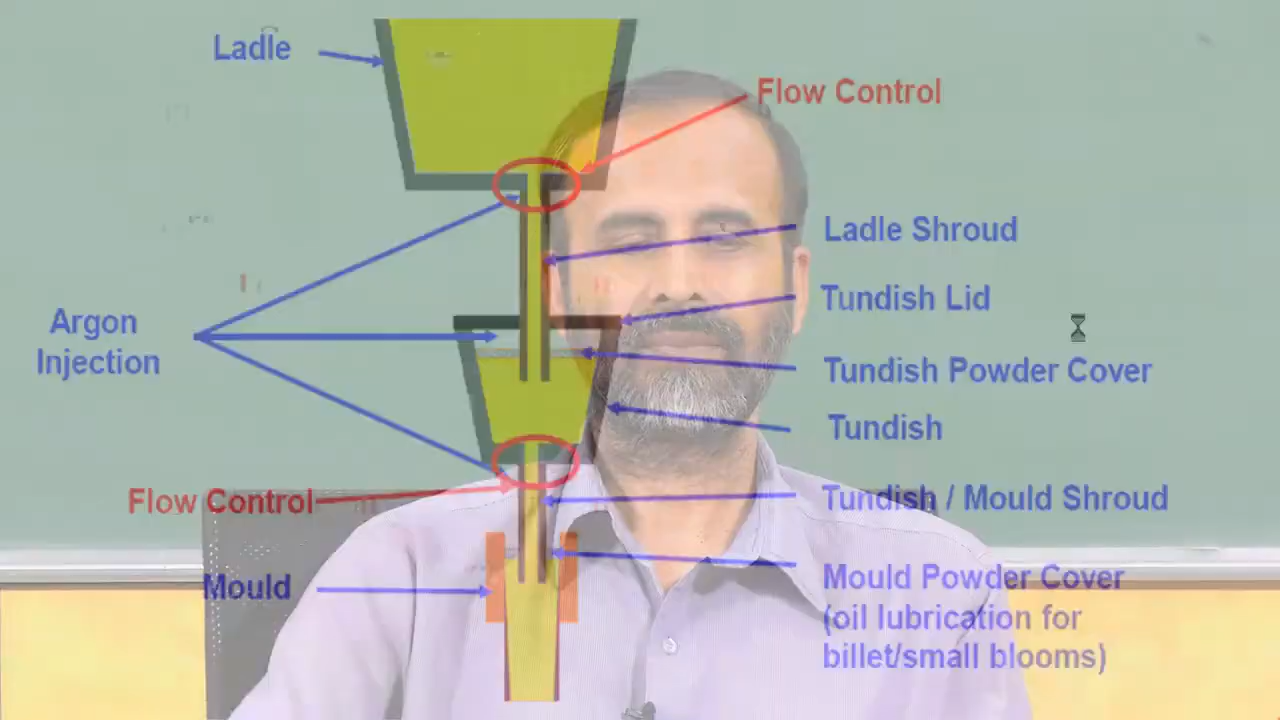 Ladle
Flow Control
Ladle Shroud
Tundish Lid
Argon
Injection
Tundish Powder Cover
Tundish
Flow Control
Tundish / Mould Shroud
Mould
Mould Powder Cover
(oil lubrication for
billet/small blooms)